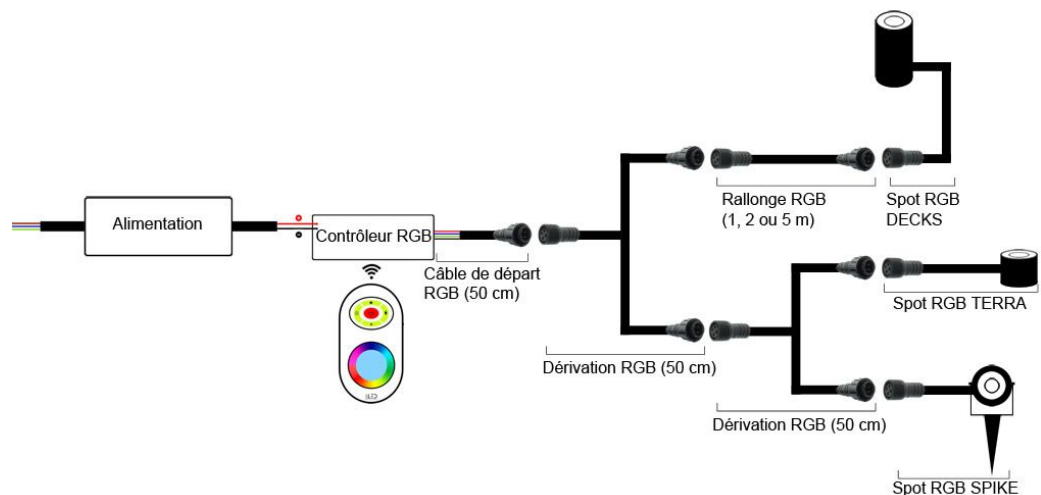 Alimentation
Contrôleur RGB
Câble de départ
RGB (50 cm)
Rallonge RGB
(1, 2 ou 5 m)
Spot RGB
DECKS
Spot RGB TERRA
Dérivation RGB (50 cm)
Dérivation RGB (50 cm)
Spot RGB SPIKE